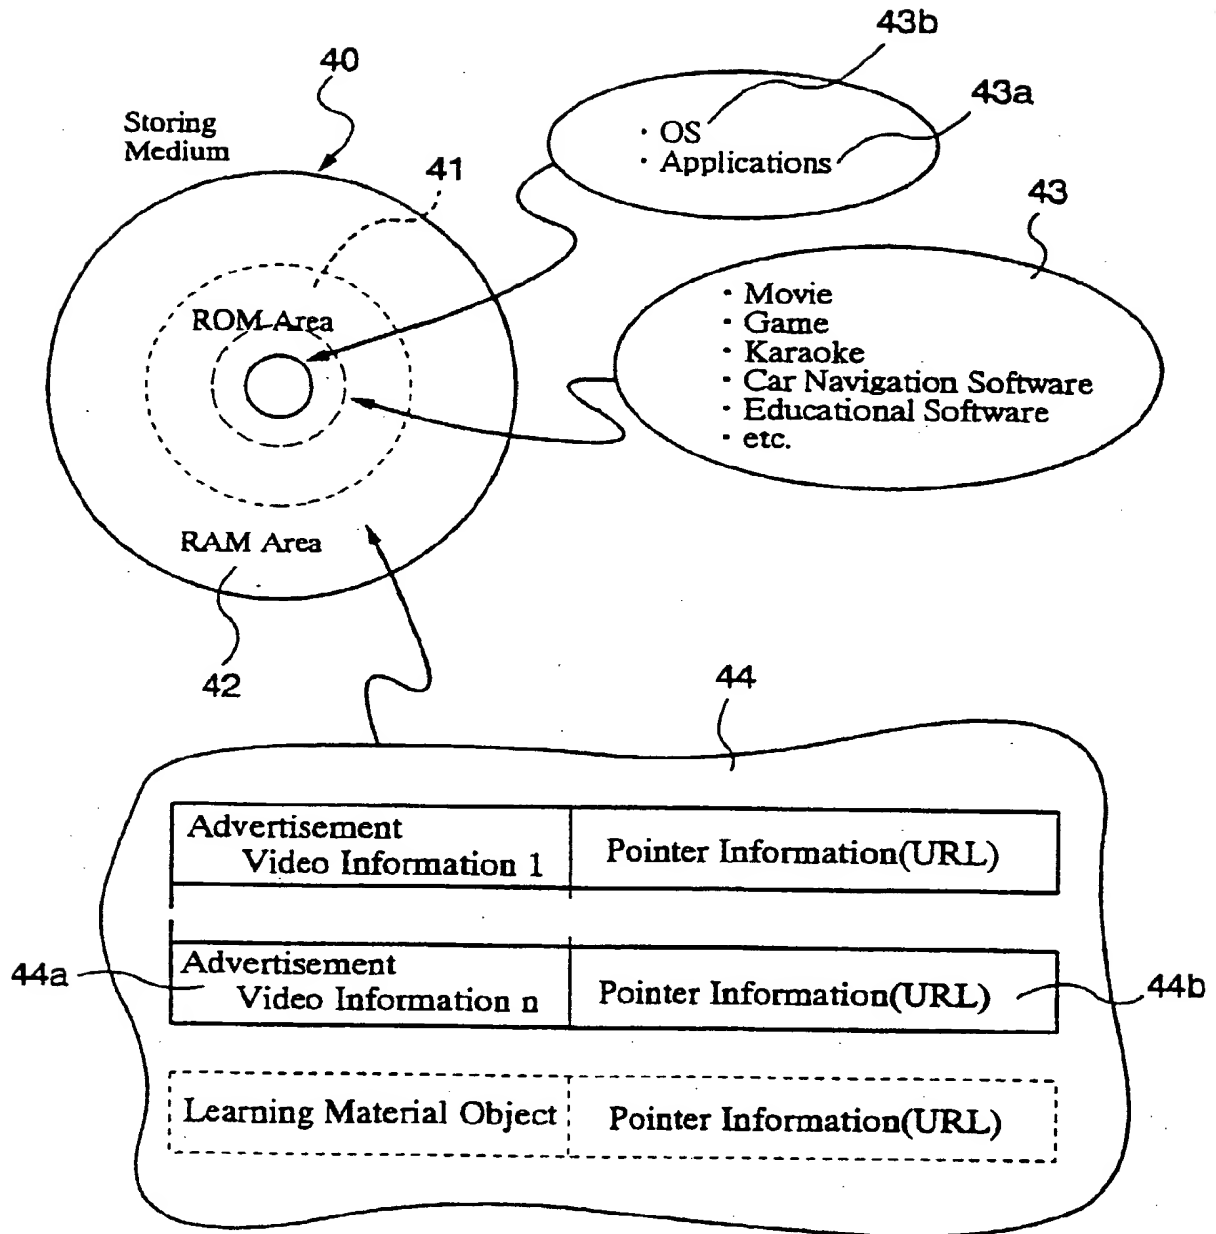 43b
40
43a
Storing
Medium
· OS
· Applications
41
43
ROM Area
· Movie
· Game
· Karaoke
· Car Navigation Software
· Educational Software
· etc.
RAM Area
42
44
Advertisement
Video Information 1
Pointer Information(URL)
44a
Advertisement
Video Information n
Pointer Information(URL)
44b
Learning Material Object
Pointer Information(URL)